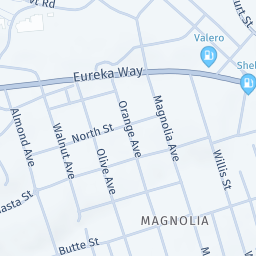 Rd
Valero
Shel
Eureka Way
North St
Orange Ave
Magnolia Ave
Almond Ave
Walnut Ave
Olive Ave
Willis St
asta St
MAGNOLIA
Butte St